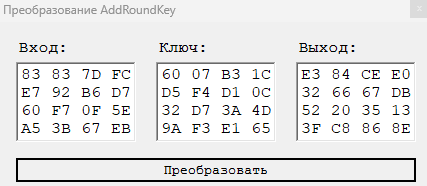 Преобразование AddRoundKey
Вход: Ключ: Выход:
83 83 7D FC 60 07 B3 1C E3 84 CE E0
E7 92 B6 D7 D5 F4 D1 0C 32 66 67 DB
60 F7 0F 5E 32 D7 3A 4D 52 20 35 13
A5 3B 67 EB 9A F3 E1 65 3F C8 86 8E
Преобразовать